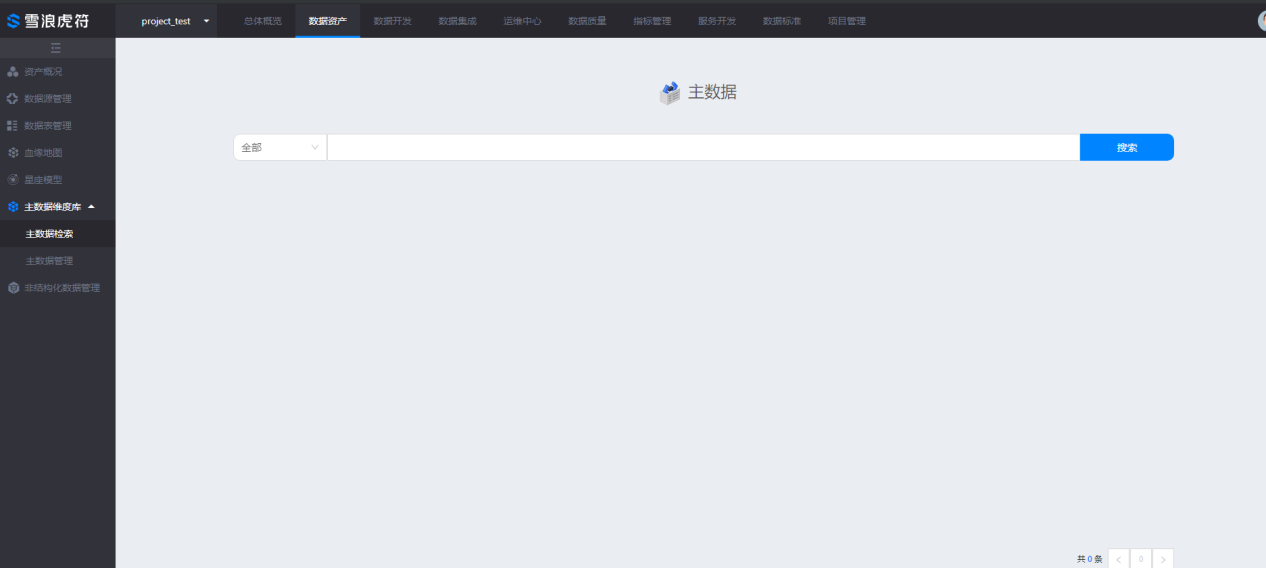 雪浪虎符
project_test
总体概览
数据资产
数据开发
数据集成
运维中心
数据质量
指标管理
服务开发
数据标准
项目管理
资产概况
数据源管理
数据表管理
血缘地图
星座模型
主数据维度库
主数据检索
主数据管理
非结构化数据管理
主数据
全部
搜索
共 0 条
0